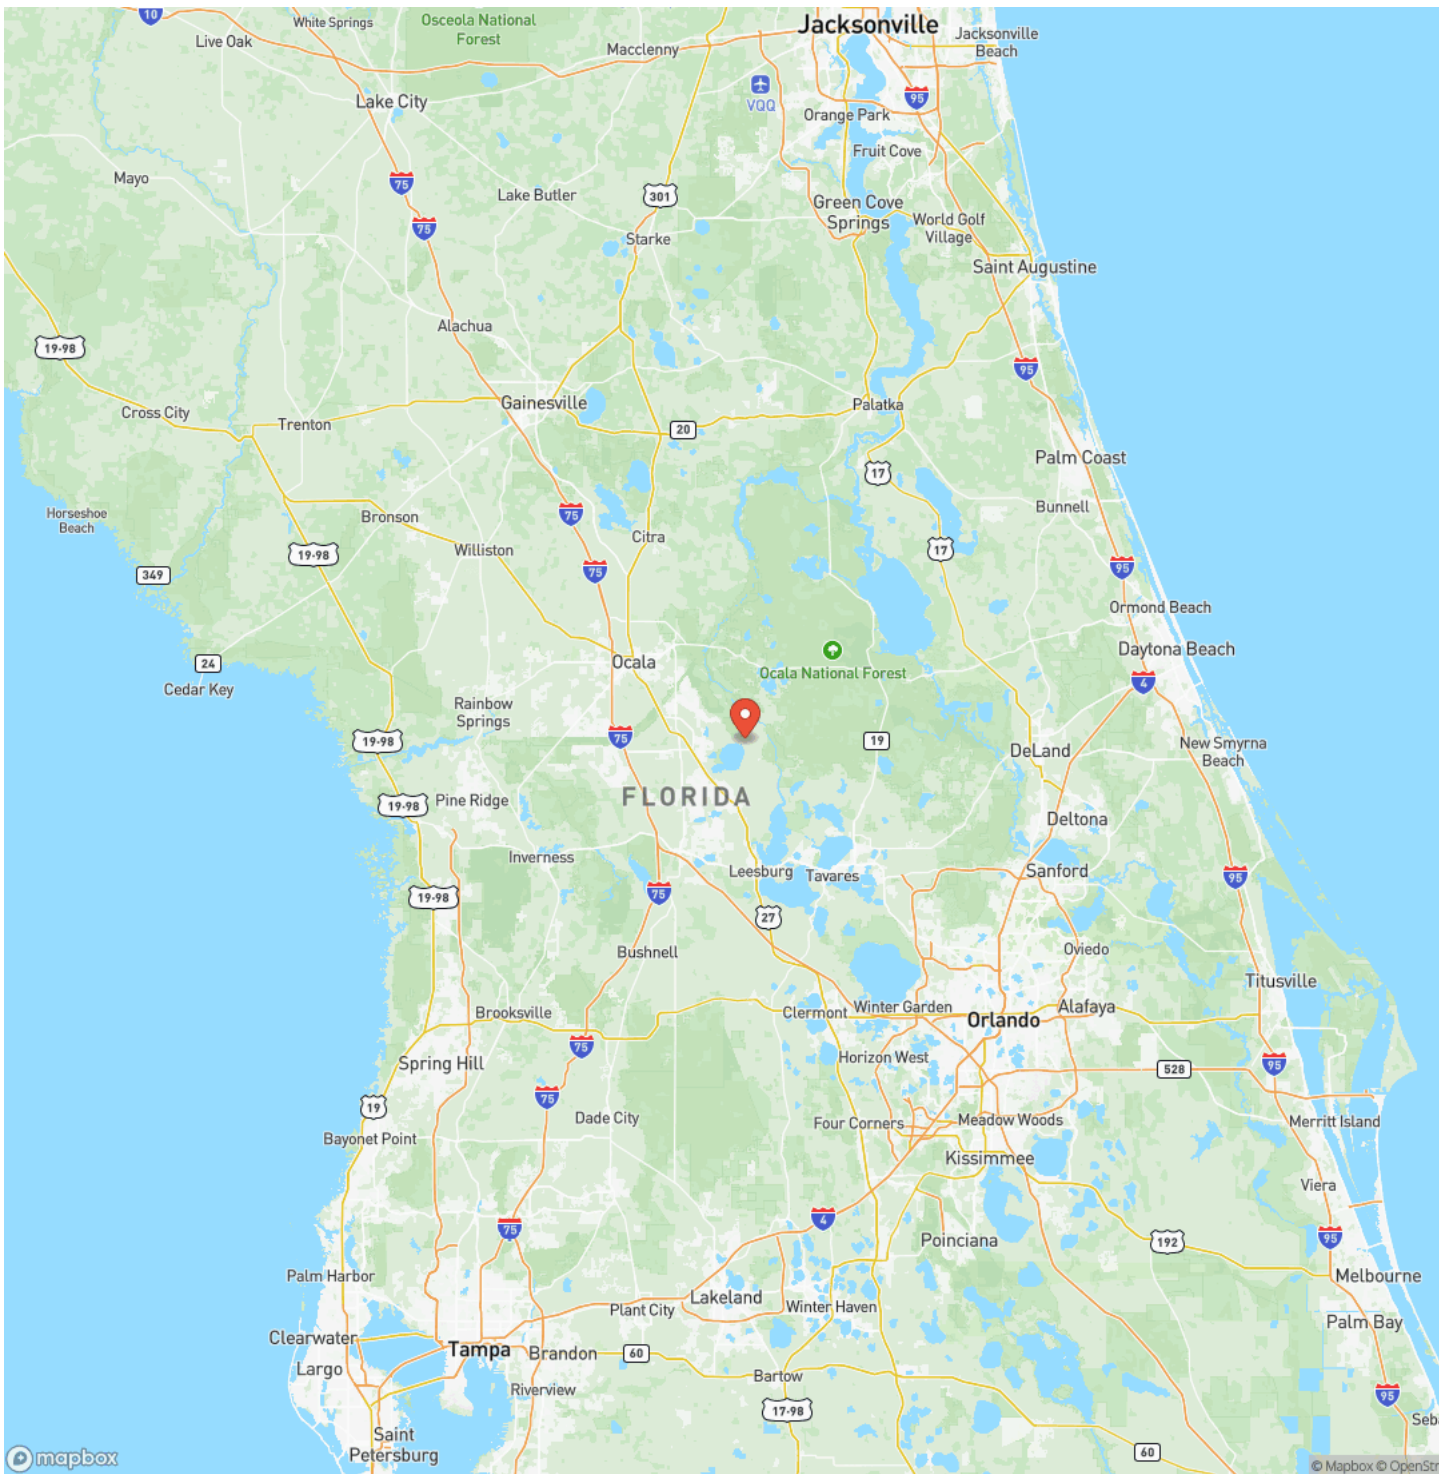 10
White Springs
Osceola National
Forest
Jacksonville
Jacksonville
Beach
Live Oak
Macclenny
VQQ
95
Lake City
Orange Park
Fruit Cove
Mayo
75
Lake Butler
301
Green Cove
Springs
World Golf
Village
75
Starke
Saint Augustine
Alachua
19-98
95
Gainesville
Palatka
Cross City
Trenton
20
Palm Coast
17
Horseshoe
Beach
Bronson
75
Bunnell
Citra
Williston
19-98
17
349
75
95
Ormond Beach
Daytona Beach
24
Ocala
Ocala National Forest
Cedar Key
4
Rainbow
Springs
19-98
75
19
DeLand
New Smyrna
Beach
FLORIDA
19-98
Pine Ridge
Deltona
Inverness
Leesburg
Tavares
Sanford
95
19-98
75
27
Bushnell
Oviedo
Titusville
Brooksville
Clermont
Winter Garden
Orlando
Alafaya
75
Spring Hill
Horizon West
528
95
75
19
Dade City
Four Corners
Meadow Woods
Merritt Island
Bayonet Point
Kissimmee
Viera
75
4
Poinciana
192
95
Palm Harbor
Melbourne
Lakeland
Plant City
Winter Haven
Palm Bay
Clearwater
Tampa
Brandon
60
Largo
Riverview
Bartow
95
17-98
Seb
Saint
Petersburg
60
mapbox
© Mapbox © OpenStr